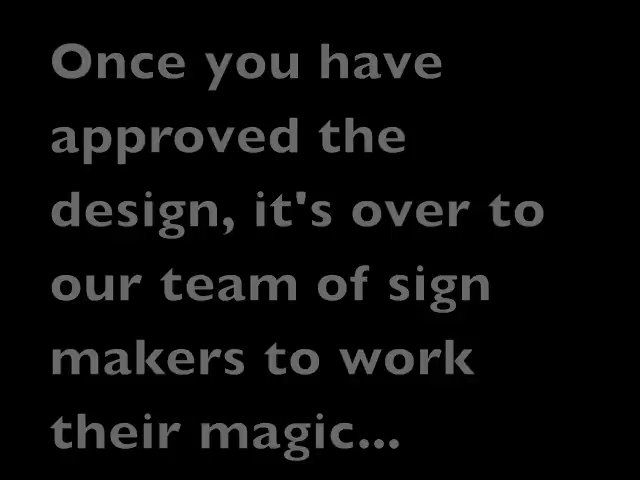 Once you have
approved the
design, it's over to
our team of sign
makers to work
their magic...